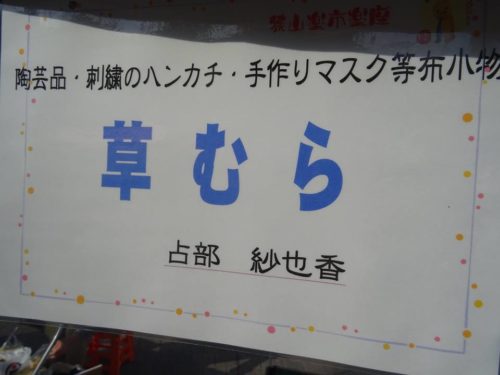 陶芸品・刺繍のハンカチ・手作りマスク等布小物
草むら
占部 紗也香